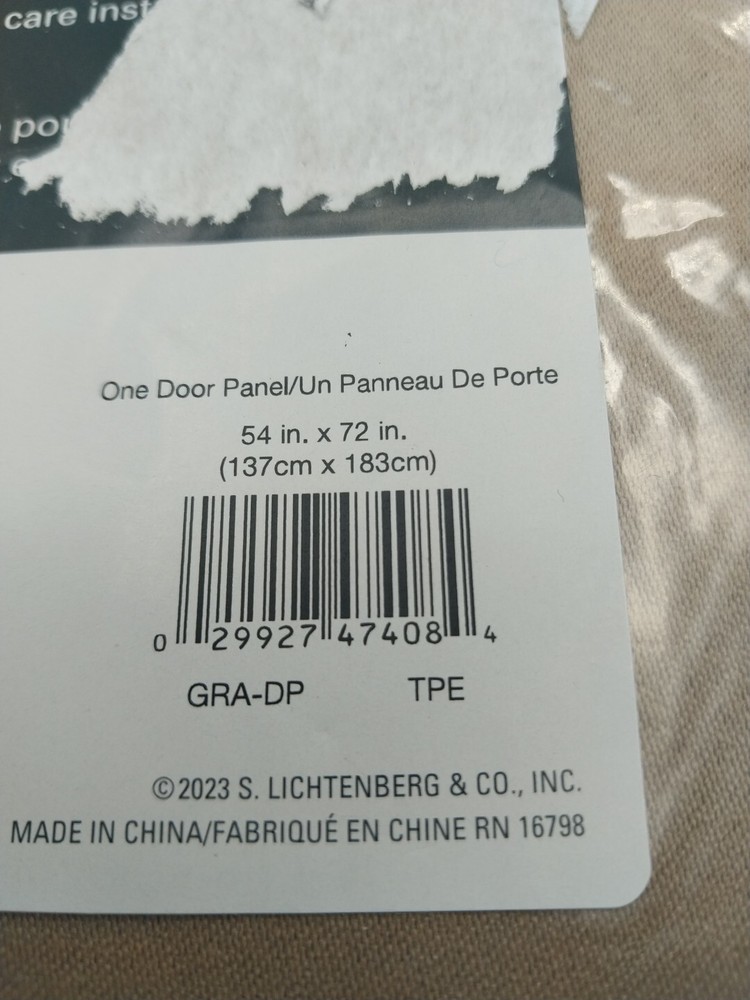 care inst
pou
One Door Panel/Un Panneau De Porte
54 in. x 72 in.
(137cm x 183cm)
0 29927 47408 4
GRA-DP TPE
©2023 S. LICHTENBERG & CO., INC.
MADE IN CHINA/FABRIQUÉ EN CHINE RN 16798